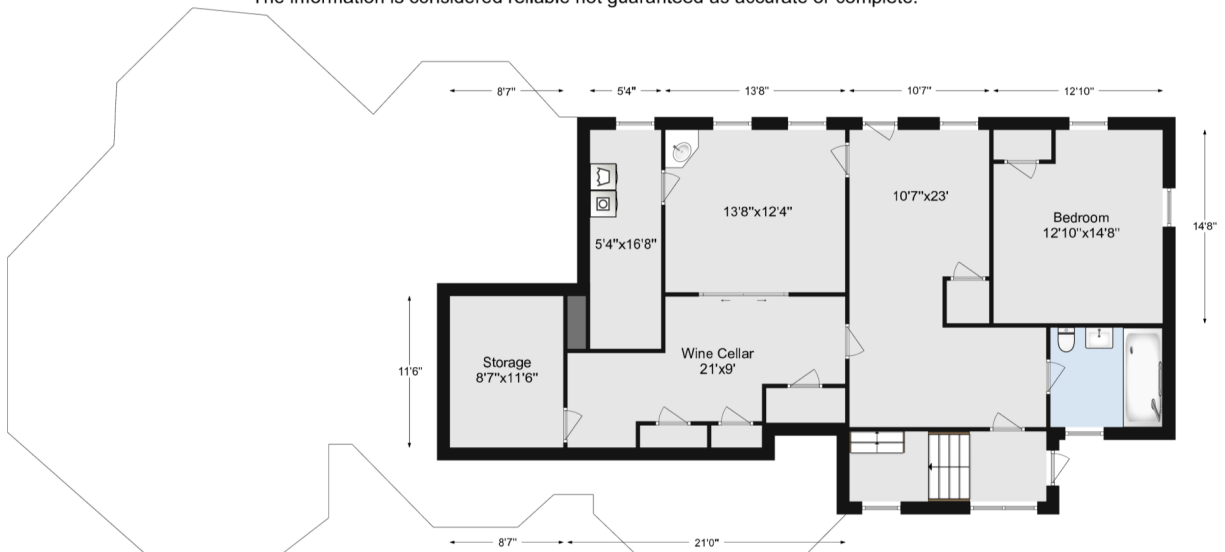 The information is considered reliable not guaranteed as accurate or complete.
8'7"
5'4"
13'8"
10'7"
12'10"
10'7"x23'
13'8"x12'4"
Bedroom
12'10"x14'8"
14'8"
5'4"x16'8"
Wine Cellar
21'x9'
Storage
8'7"x11'6"
11'6"
8'7"
21'0"